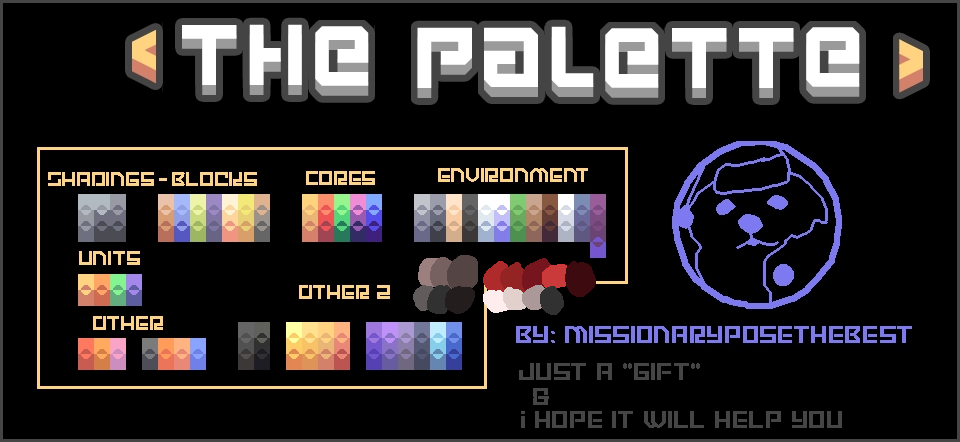 < THE PALETTE >
SHADINGS-BLOCKS
CORES
ENVIRONMENT
UNITS
OTHER 2
OTHER
BY: MISSIONARYPOSETHEBEST
JUST A "GIFT"
&
i HOPE IT WILL HELP YOU